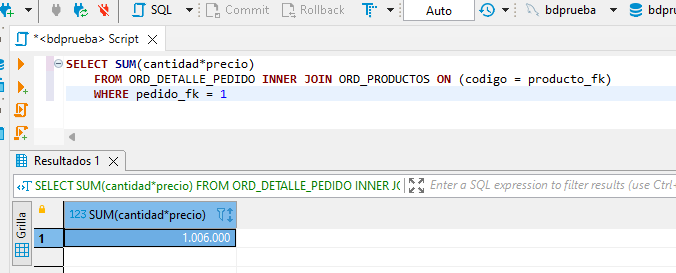 SQL Commit Rollback Auto bdprueba bdprueb
*<bdprueba> Script
SELECT SUM(cantidad*precio)
FROM ORD_DETALLE_PEDIDO INNER JOIN ORD_PRODUCTOS ON (codigo = producto_fk)
WHERE pedido_fk = 1
Resultados 1
SELECT SUM(cantidad*precio) FROM ORD_DETALLE_PEDIDO INNER JO
Enter a SQL expression to filter results (use Ctrl-
Grilla
123 SUM(cantidad*precio)
1 1.006.000